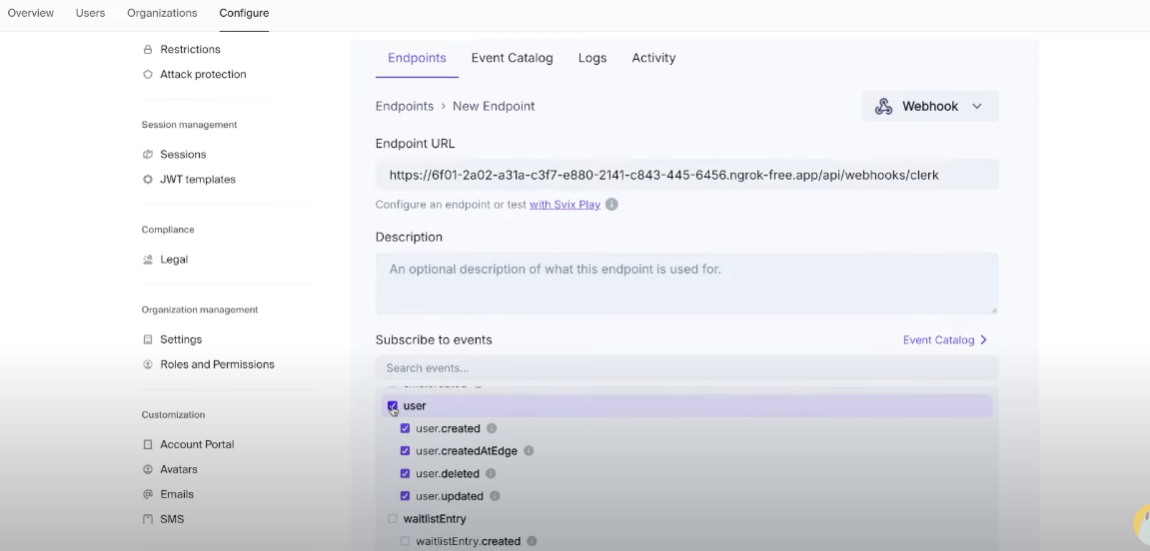 Overview Users Organizations Configure
Restrictions
Attack protection
Session management
Sessions
JWT templates
Compliance
Legal
Organization management
Settings
Roles and Permissions
Customization
Account Portal
Avatars
Emails
SMS
Endpoints Event Catalog Logs Activity
Endpoints > New Endpoint
Webhook
Endpoint URL
https://6f01-2a02-a31a-c3f7-e880-2141-c843-445-6456.ngrok-free.app/api/webhooks/clerk
Configure an endpoint or test with Svix Play
Description
An optional description of what this endpoint is used for.
Subscribe to events
Event Catalog >
Search events...
user
user.created
user.createdAtEdge
user.deleted
user.updated
waitlistEntry
waitlistEntry.created